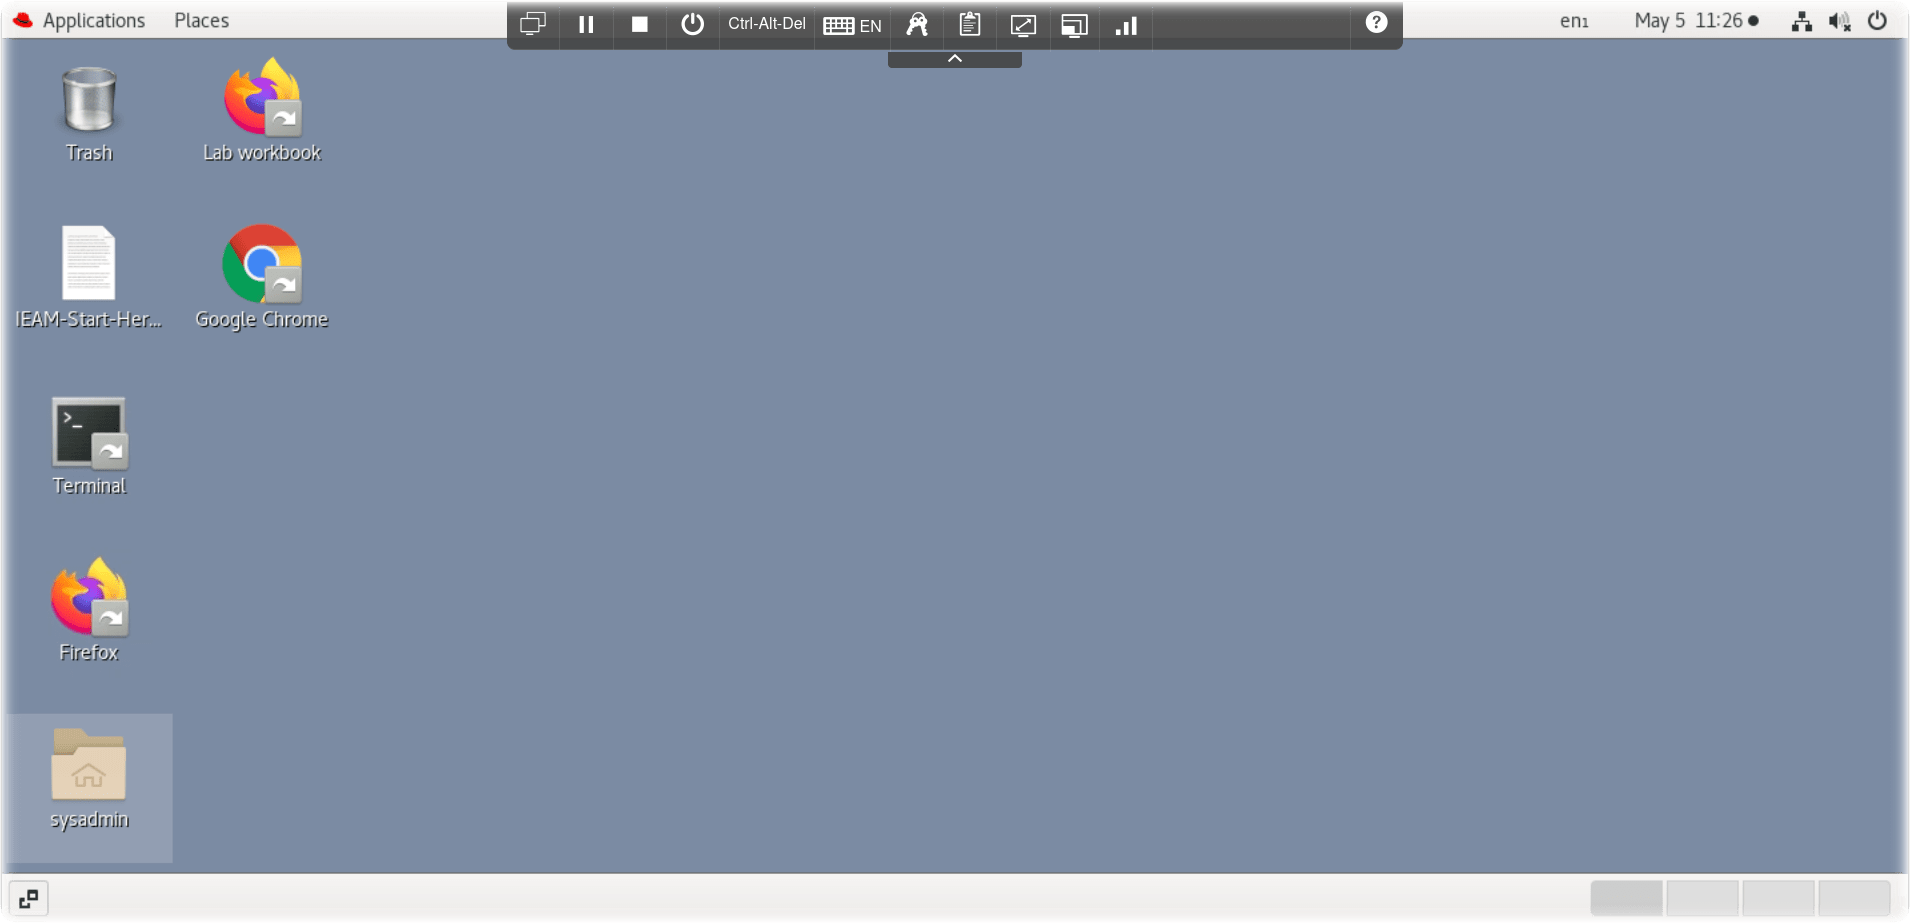 Applications Places
Ctrl-Alt-Del EN
en1 May 5 11:26
Trash
Lab workbook
IEAM-Start-Her...
Google Chrome
>_
Terminal
Firefox
sysadmin